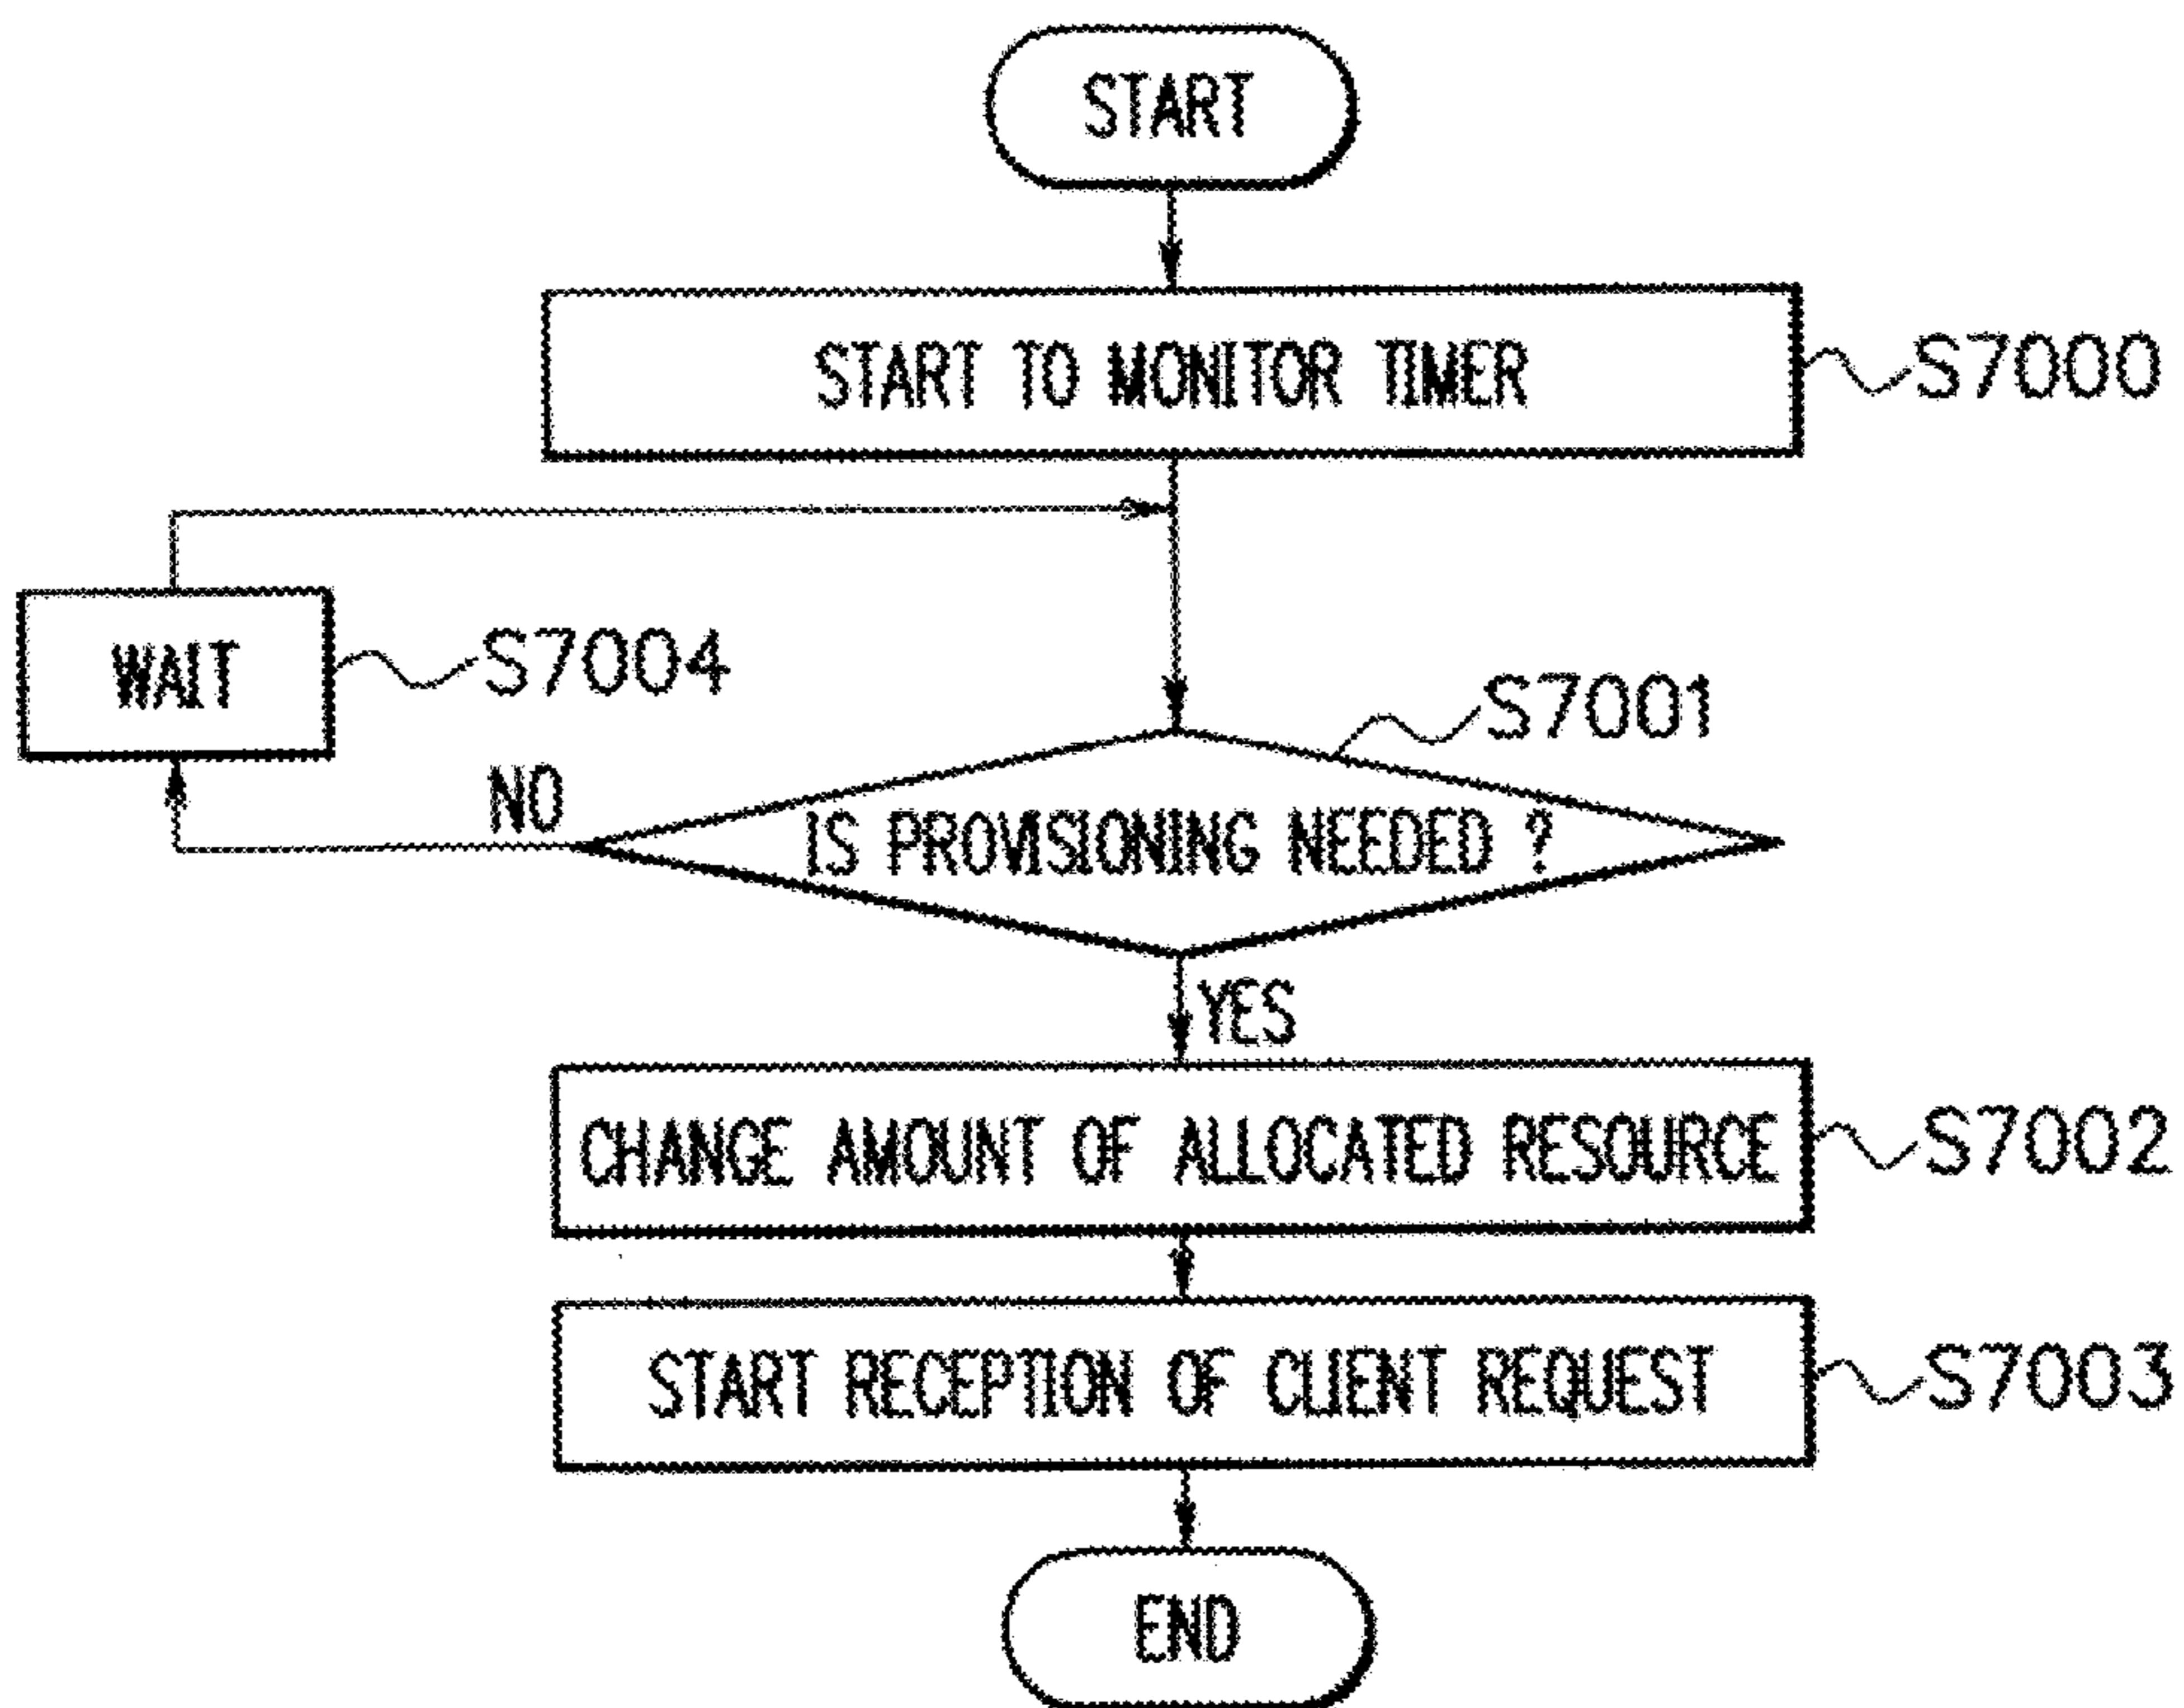 START
START TO MONITOR TIMER
S7000
WAIT
S7004
S7001
NO
IS PROVISIONING NEEDED ?
YES
CHANGE AMOUNT OF ALLOCATED RESOURCE
S7002
START RECEPTION OF CLIENT REQUEST
S7003
END